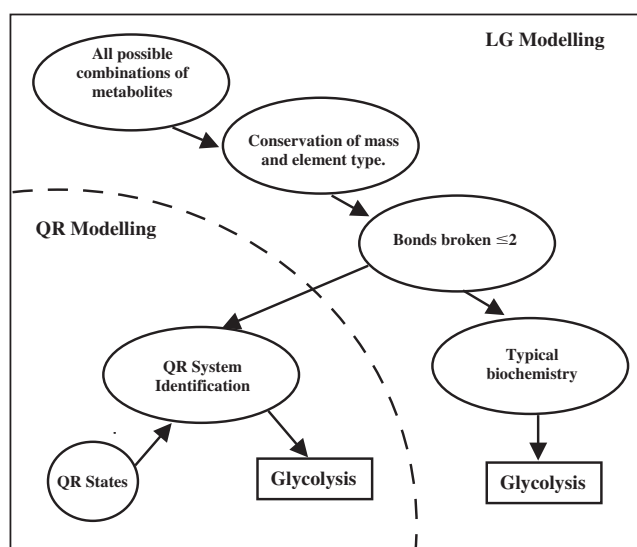 LG Modelling
All possible
combinations of
metabolites
Conservation of mass
and element type.
QR Modelling
Bonds broken ≤2
QR System
Identification
Typical
biochemistry
QR States
Glycolysis
Glycolysis